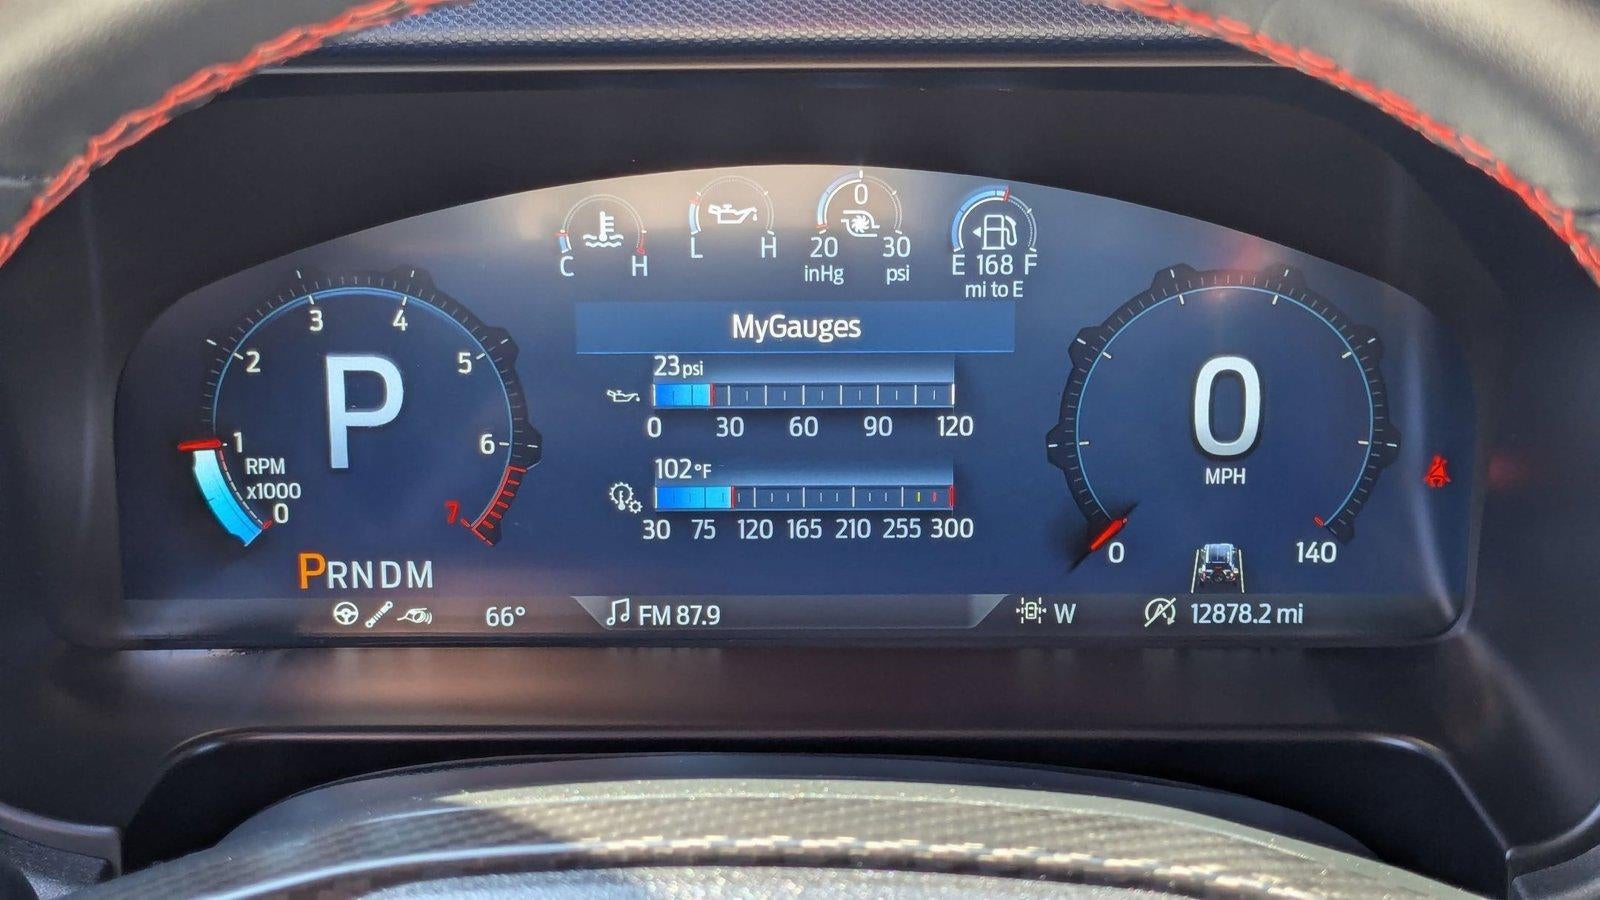 0
C H
L H
20 30
inHg psi
E 168 F
mi to E
MyGauges
23 psi
0 30 60 90 120
102 °F
30 75 120 165 210 255 300
0 1 2 3 4 5 6 7
P
RPM
x1000
PRNDM
0
MPH
0 140
66°
FM 87.9
W
12878.2 mi